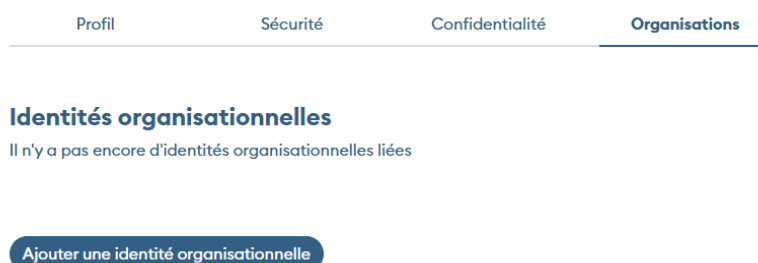 Profil Sécurité Confidentialité Organisations
Identités organisationnelles
Il n'y a pas encore d'identités organisationnelles liées
Ajouter une identité organisationnelle